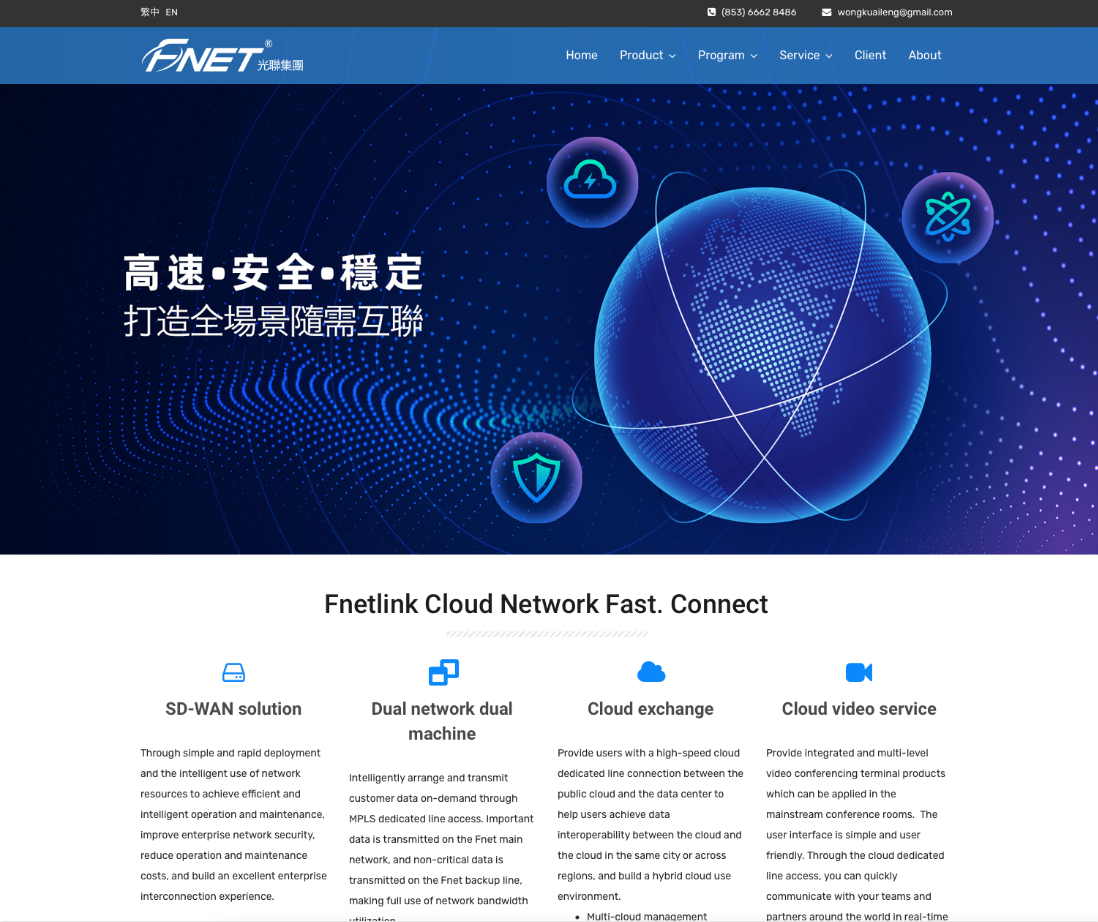 繁中 EN
(853) 6662 8486
wongkuaileng@gmail.com
FNET® 光聯集團
Home Product Program Service Client About
高速•安全•穩定
打造全場景隨需互聯
Fnetlink Cloud Network Fast. Connect
SD-WAN solution
Through simple and rapid deployment
and the intelligent use of network
resources to achieve efficient and
intelligent operation and maintenance,
improve enterprise network security,
reduce operation and maintenance
costs, and build an excellent enterprise
interconnection experience.
Dual network dual
machine
Intelligently arrange and transmit
customer data on-demand through
MPLS dedicated line access. Important
data is transmitted on the Fnet main
network, and non-critical data is
transmitted on the Fnet backup line,
making full use of network bandwidth
utilization
Cloud exchange
Provide users with a high-speed cloud
dedicated line connection between the
public cloud and the data center to
help users achieve data
interoperability between the cloud and
the cloud in the same city or across
regions, and build a hybrid cloud use
environment.
• Multi-cloud management
Cloud video service
Provide integrated and multi-level
video conferencing terminal products
which can be applied in the
mainstream conference rooms. The
user interface is simple and user
friendly. Through the cloud dedicated
line access, you can quickly
communicate with your teams and
partners around the world in real-time